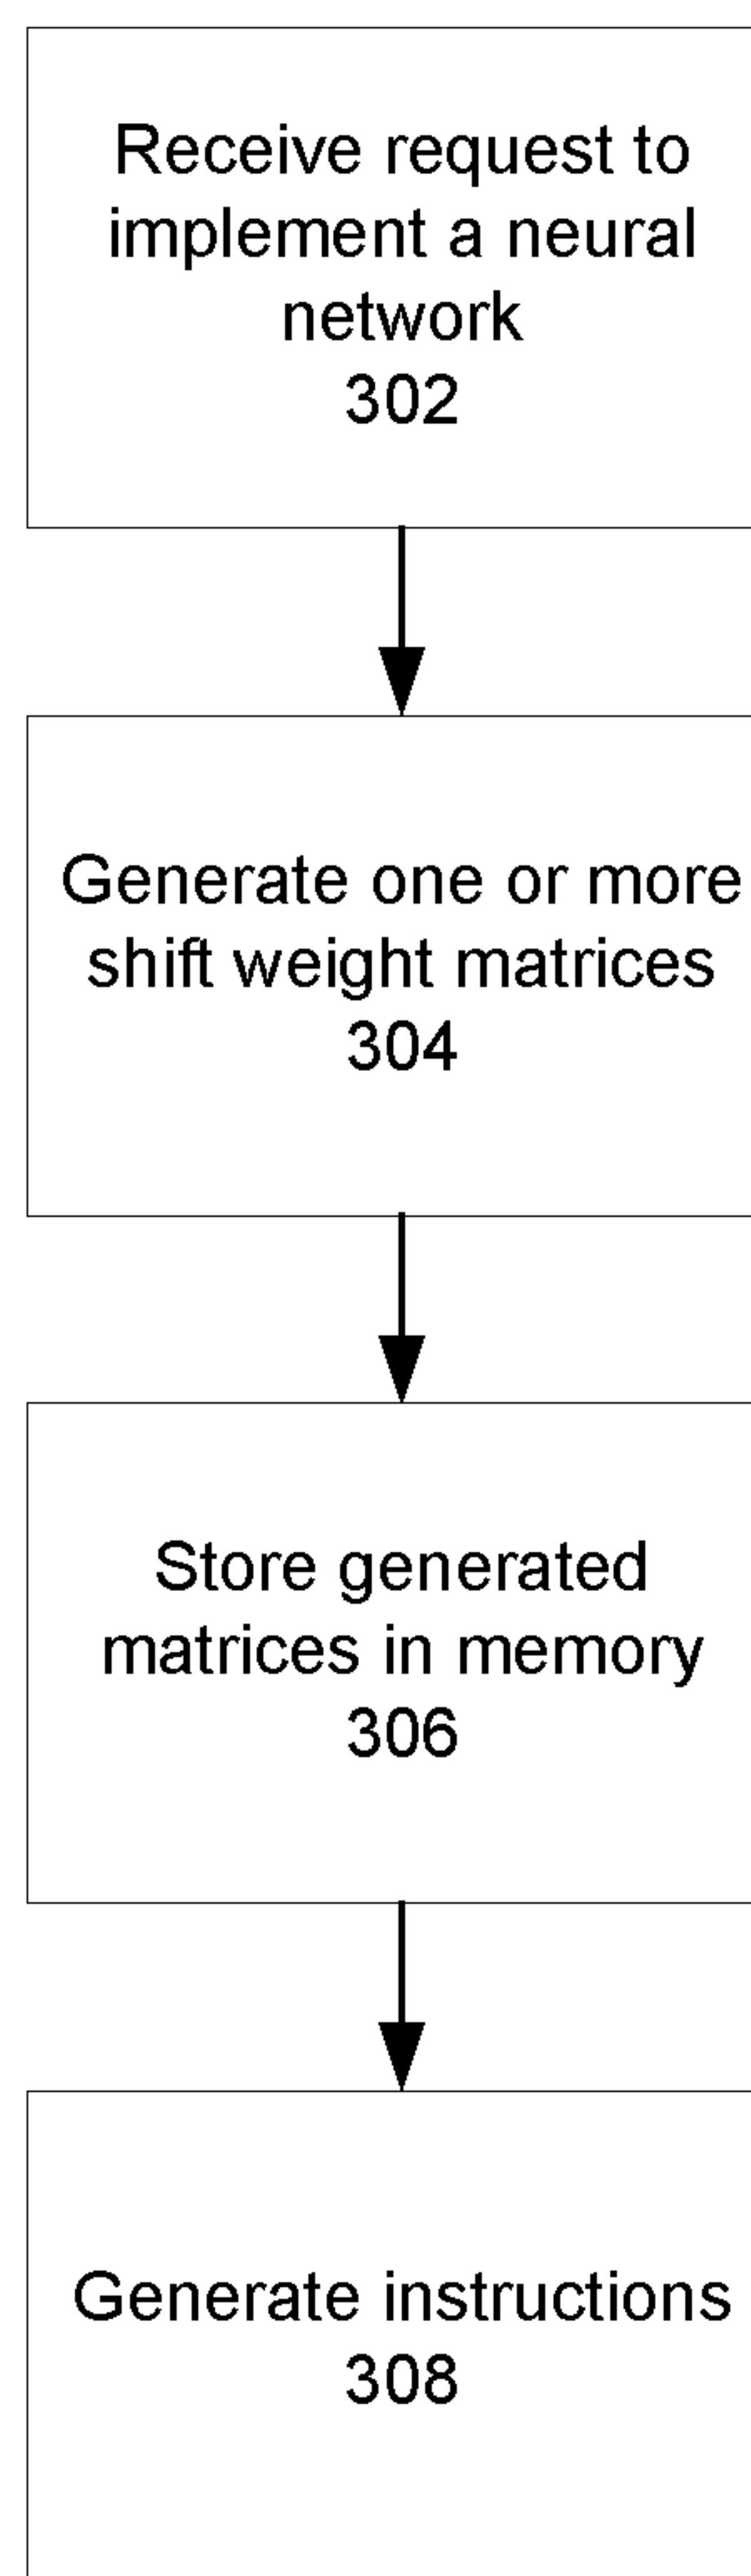 Receive request to
implement a neural
network
302
Generate one or more
shift weight matrices
304
Store generated
matrices in memory
306
Generate instructions
308